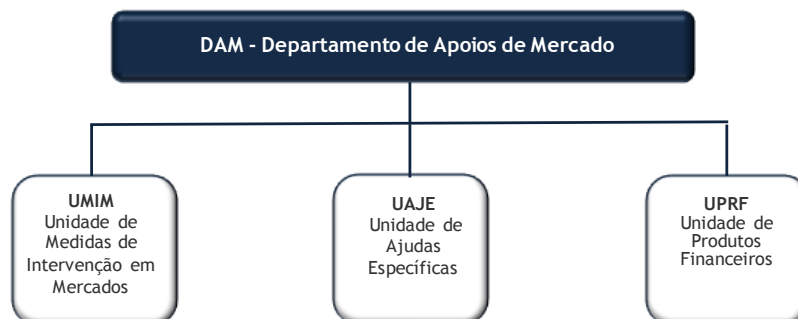 DAM - Departamento de Apoios de Mercado
UMIM
Unidade de
Medidas de
Intervenção em
Mercados
UAJE
Unidade de
Ajudas
Específicas
UPRF
Unidade de
Produtos
Financeiros